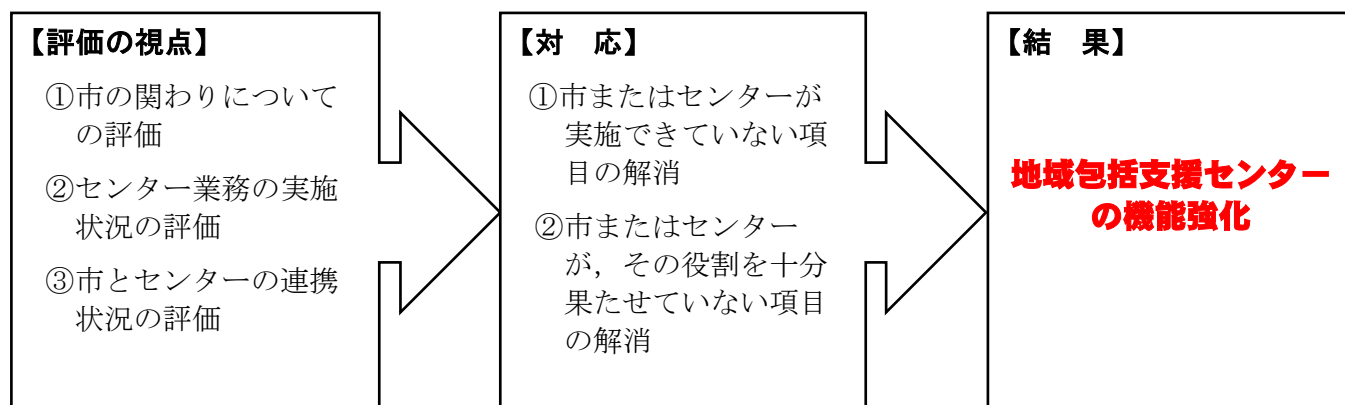 【評価の視点】
①市の関わりについて
の評価
②センター業務の実施
状況の評価
③市とセンターの連携
状況の評価
【対　応】
①市またはセンターが
実施できていない項
目の解消
②市またはセンター
が，その役割を十分
果たせていない項目
の解消
【結　果】
地域包括支援センター
の機能強化